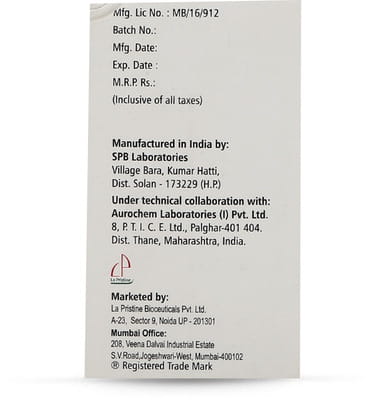 Mfg. Lic No. : MB/16/912
Batch No.:
Mfg. Date:
Exp. Date :
M.R.P. Rs.:
(Inclusive of all taxes)
Manufactured in India by:
SPB Laboratories
Village Bara, Kumar Hatti,
Dist. Solan - 173229 (H.P.)
Under technical collaboration with:
Aurochem Laboratories (I) Pvt. Ltd.
8, P. T. I. C. E. Ltd., Palghar-401 404.
Dist. Thane, Maharashtra, India.
La Pristine
Marketed by:
La Pristine Bioceuticals Pvt. Ltd.
A-23, Sector 9, Noida UP - 201301
Mumbai Office:
208, Veena Dalvai Industrial Estate
S.V.Road,Jogeshwari-West, Mumbai-400102
® Registered Trade Mark